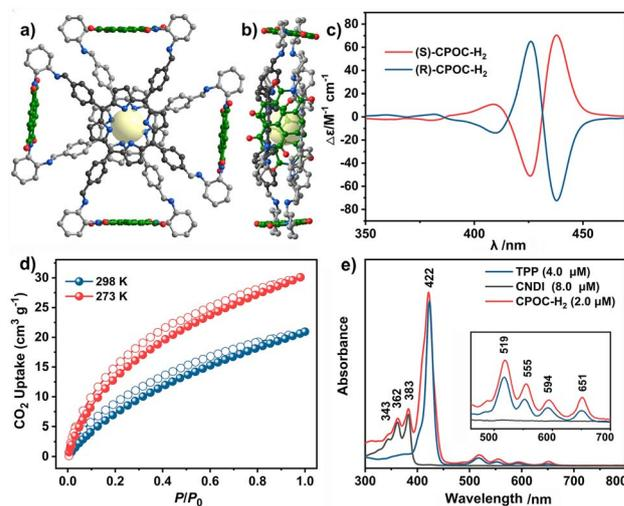 a)
b)
c)
(S)-CPOC-H₂
(R)-CPOC-H₂
80
60
40
20
0
-20
-40
-60
-80
Δε/M⁻¹ cm⁻¹
350
400
450
λ /nm
d)
298 K
273 K
30
25
20
15
10
5
0
CO₂ Uptake (cm³ g⁻¹)
0.0
0.2
0.4
0.6
0.8
1.0
P/P₀
e)
422
TPP (4.0 μM)
CNDI (8.0 μM)
CPOC-H₂ (2.0 μM)
343
362
383
519
555
594
651
500
600
700
Absorbance
300
400
500
600
700
800
Wavelength /nm